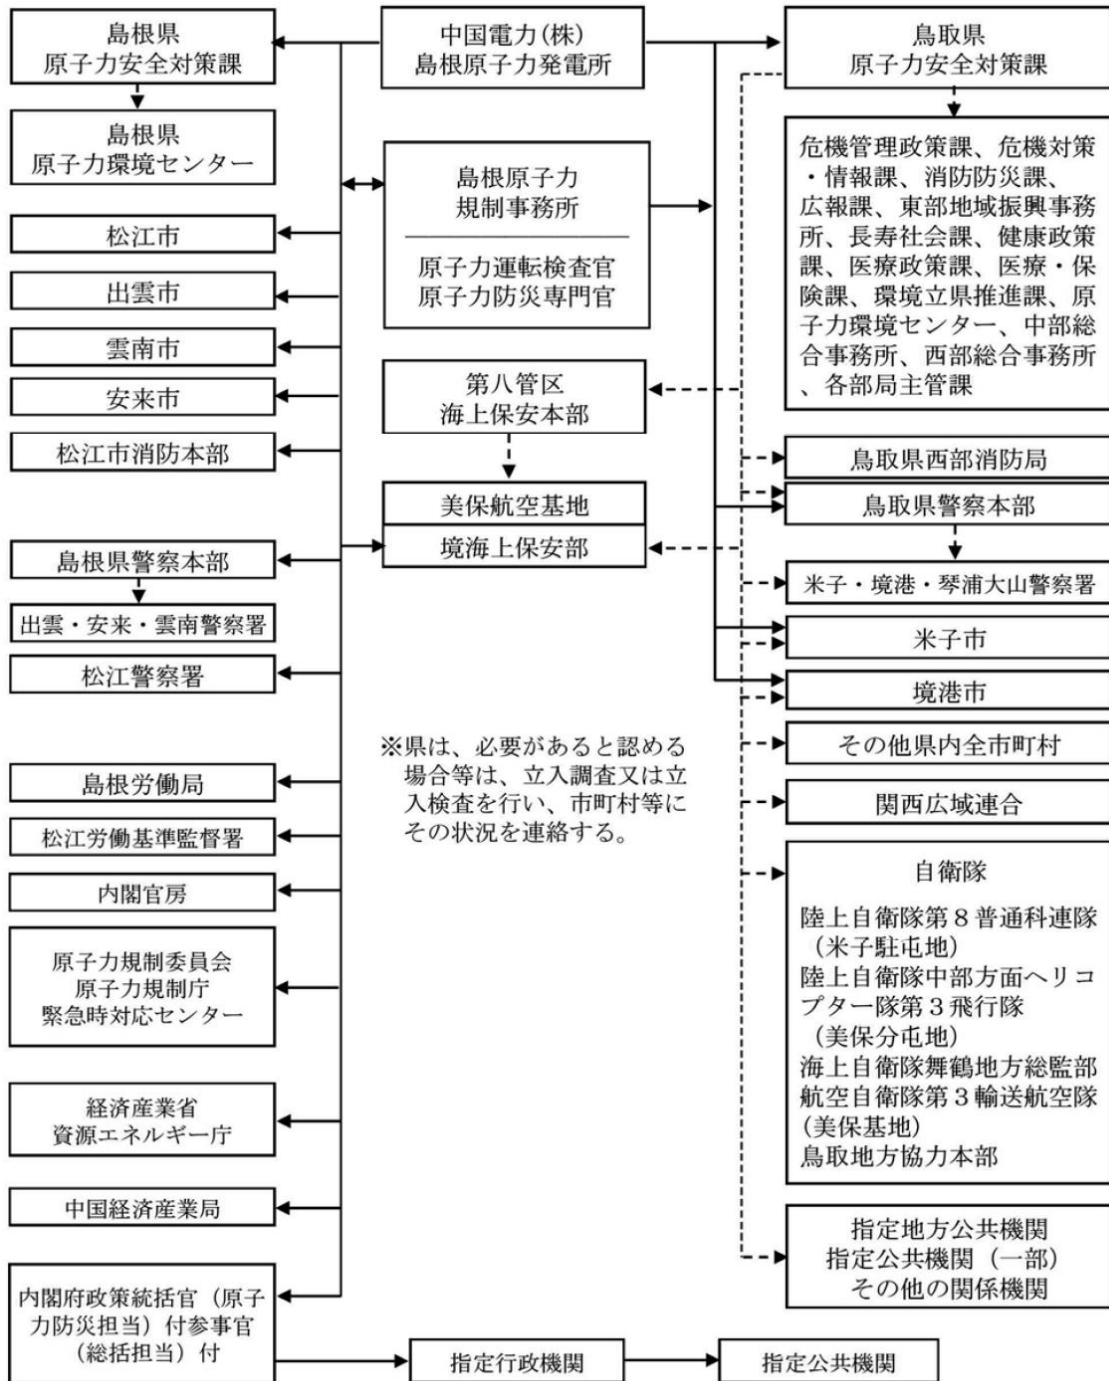 島根県
原子力安全対策課
島根県
原子力環境センター
松江市
出雲市
雲南市
安来市
松江市消防本部
島根県警察本部
出雲・安来・雲南警察署
松江警察署
島根労働局
松江労働基準監督署
内閣官房
原子力規制委員会
原子力規制庁
緊急時対応センター
経済産業省
資源エネルギー庁
中国経済産業局
内閣府政策統括官（原子
力防災担当）付参事官
（総括担当）付
中国電力(株)
島根原子力発電所
島根原子力
規制事務所
原子力運転検査官
原子力防災専門官
第八管区
海上保安本部
美保航空基地
境海上保安部
※県は、必要があると認める
場合等は、立入調査又は立
入検査を行い、市町村等に
その状況を連絡する。
指定行政機関
指定公共機関
鳥取県
原子力安全対策課
危機管理政策課、危機対策
・情報課、消防防災課、
広報課、東部地域振興事務
所、長寿社会課、健康政策
課、医療政策課、医療・保
険課、環境立県推進課、原
子力環境センター、中部総
合事務所、西部総合事務所
、各部局主管課
鳥取県西部消防局
鳥取県警察本部
米子・境港・琴浦大山警察署
米子市
境港市
その他県内全市町村
関西広域連合
自衛隊
陸上自衛隊第８普通科連隊
（米子駐屯地）
陸上自衛隊中部方面ヘリコ
プター隊第３飛行隊
（美保分屯地）
海上自衛隊舞鶴地方総監部
航空自衛隊第３輸送航空隊
(美保基地)
鳥取地方協力本部
指定地方公共機関
指定公共機関（一部）
その他の関係機関